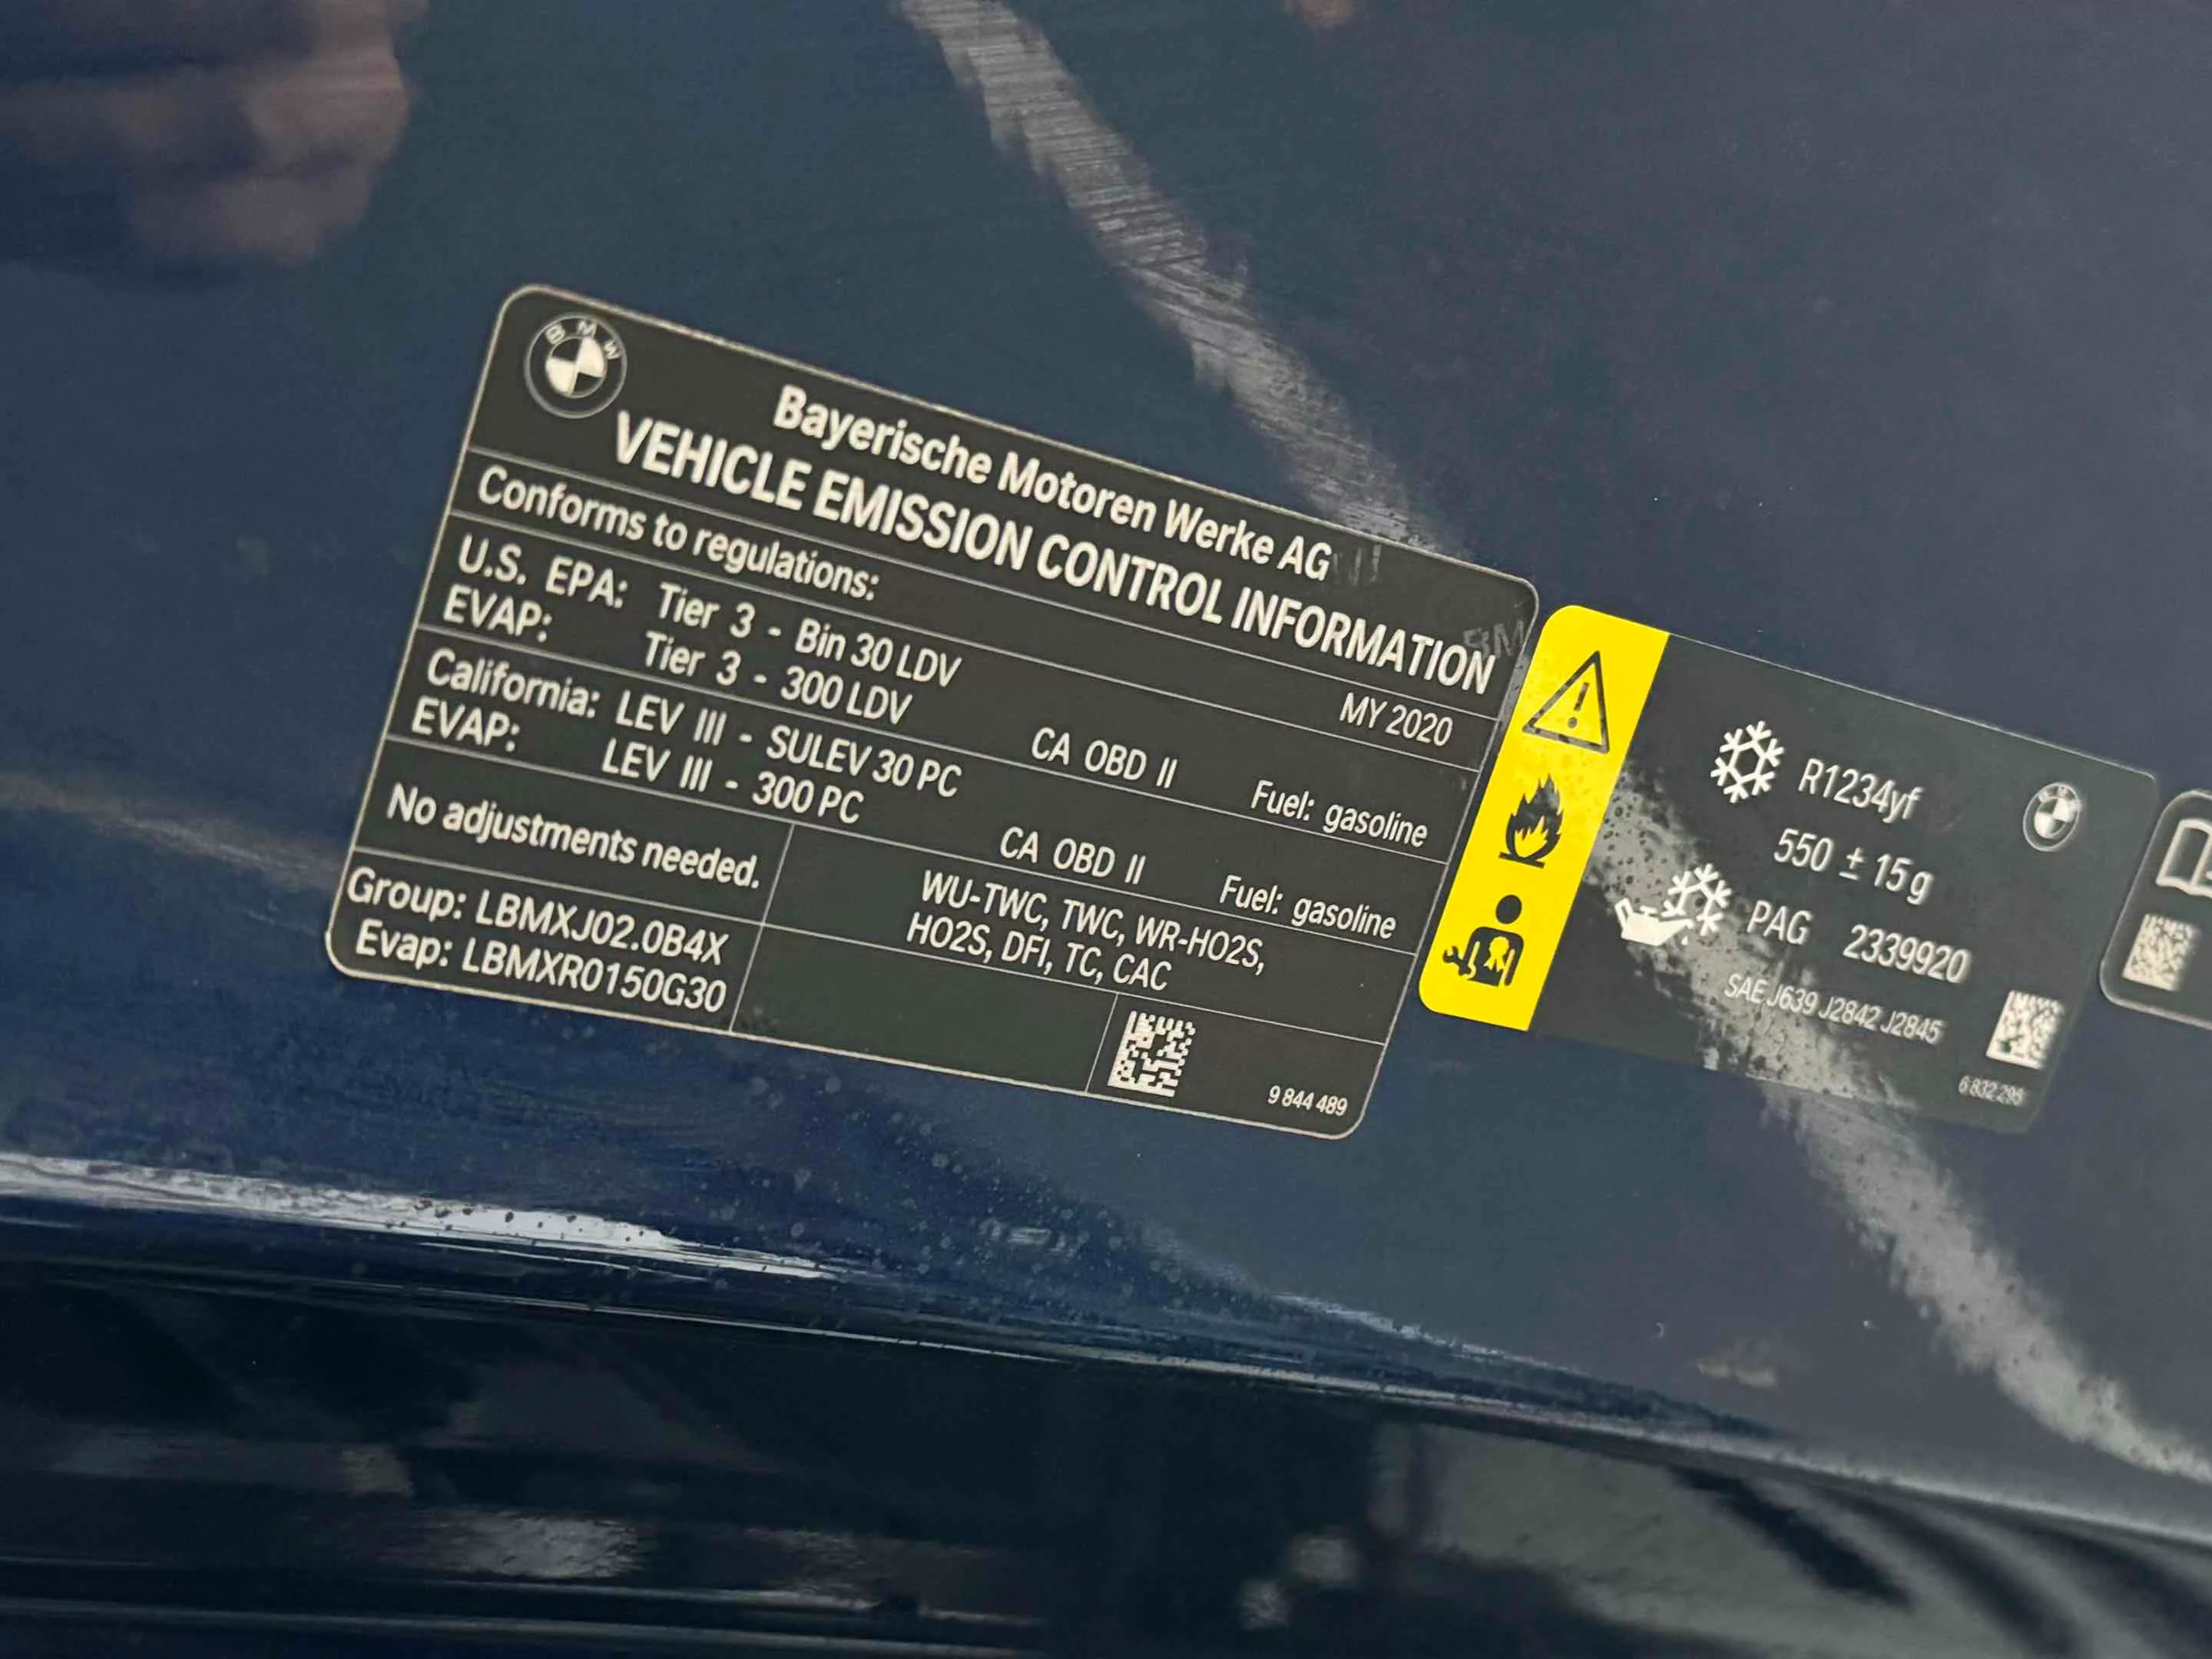 BMW
Bayerische Motoren Werke AG
VEHICLE EMISSION CONTROL INFORMATION
Conforms to regulations: MY 2020
U.S. EPA: Tier 3 - Bin 30 LDV CA OBD II Fuel: gasoline
EVAP: Tier 3 - 300 LDV
California: LEV III - SULEV 30 PC CA OBD II Fuel: gasoline
EVAP: LEV III - 300 PC
No adjustments needed. WU-TWC, TWC, WR-HO2S,
HO2S, DFI, TC, CAC
Group: LBMXJ02.0B4X
Evap: LBMXR0150G30
9 844 489
R1234yf
550 ± 15 g
PAG 2339920
SAE J639 J2842 J2845
6 832 296